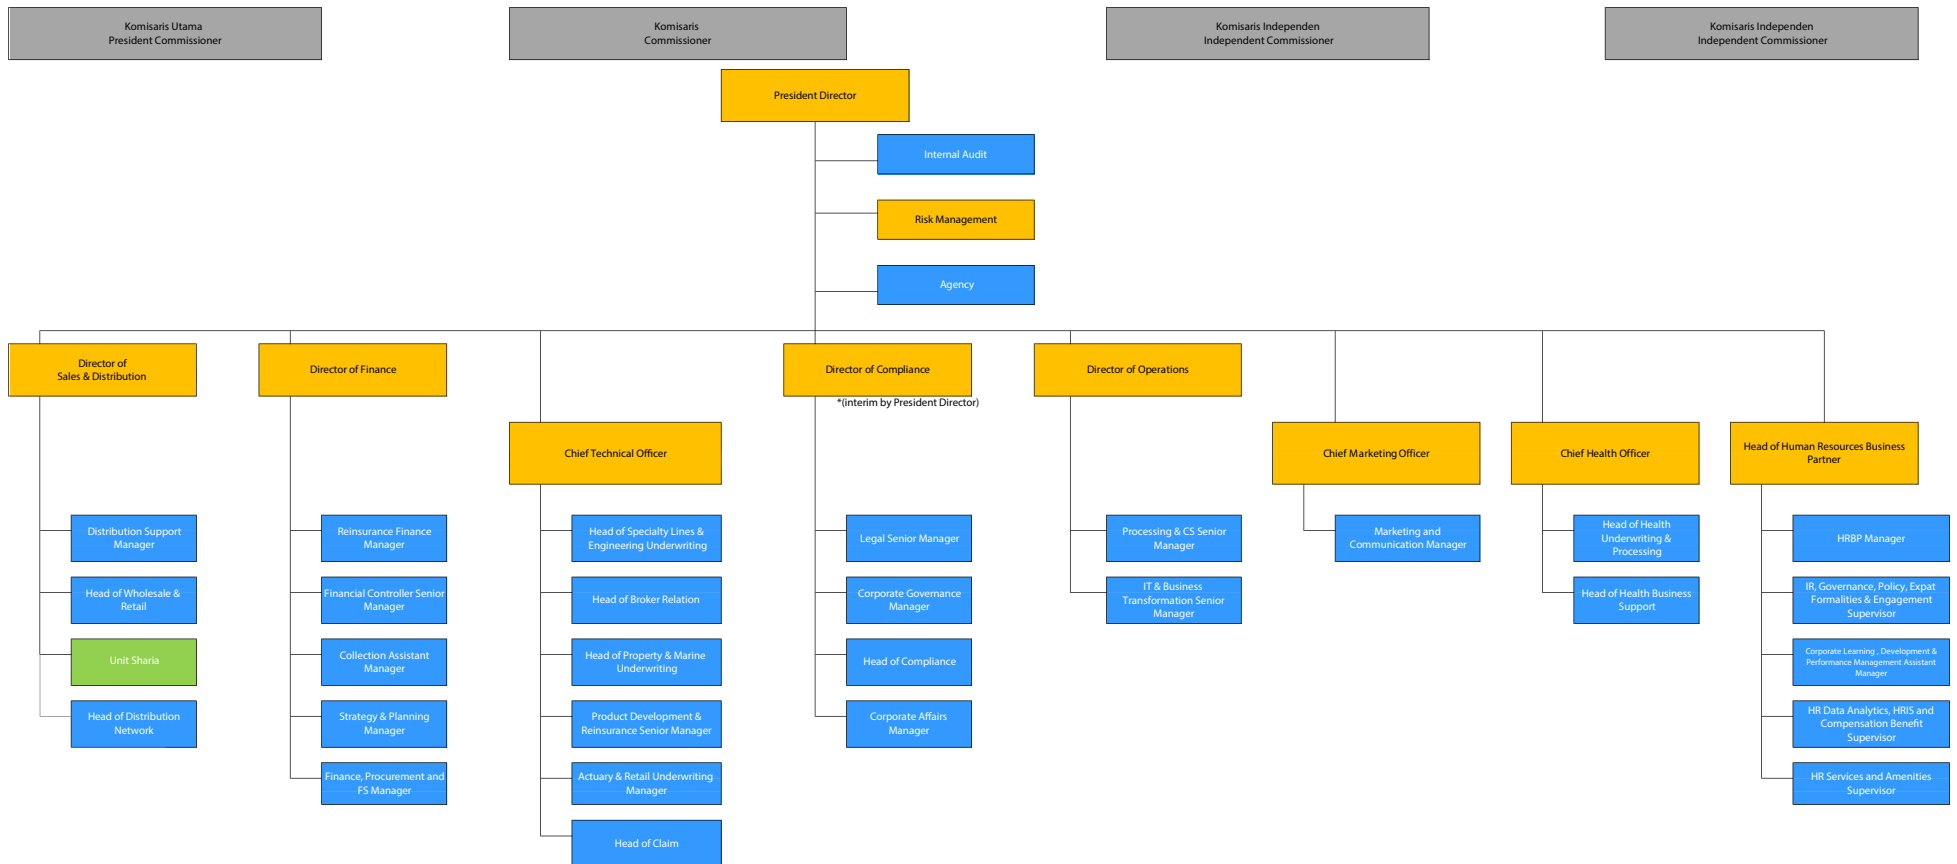 Komisaris Utama
President Commissioner
Komisaris
Commissioner
Komisaris Independen
Independent Commissioner
Komisaris Independen
Independent Commissioner
President Director
Internal Audit
Risk Management
Agency
Director of
Sales & Distribution
Director of Finance
Director of Compliance
*(interim by President Director)
Director of Operations
Chief Technical Officer
Chief Marketing Officer
Chief Health Officer
Head of Human Resources Business
Partner
Distribution Support
Manager
Head of Wholesale &
Retail
Unit Sharia
Head of Distribution
Network
Reinsurance Finance
Manager
Financial Controller Senior
Manager
Collection Assistant
Manager
Strategy & Planning
Manager
Finance, Procurement and
FS Manager
Head of Specialty Lines &
Engineering Underwriting
Head of Broker Relation
Head of Property & Marine
Underwriting
Product Development &
Reinsurance Senior Manager
Actuary & Retail Underwriting
Manager
Head of Claim
Legal Senior Manager
Corporate Governance
Manager
Head of Compliance
Corporate Affairs
Manager
Processing & CS Senior
Manager
IT & Business
Transformation Senior
Manager
Marketing and
Communication Manager
Head of Health
Underwriting &
Processing
Head of Health Business
Support
HRBP Manager
IR, Governance, Policy, Expat
Formalities & Engagement
Supervisor
Corporate Learning , Development &
Performance Management Assistant
Manager
HR Data Analytics, HRIS and
Compensation Benefit
Supervisor
HR Services and Amenities
Supervisor